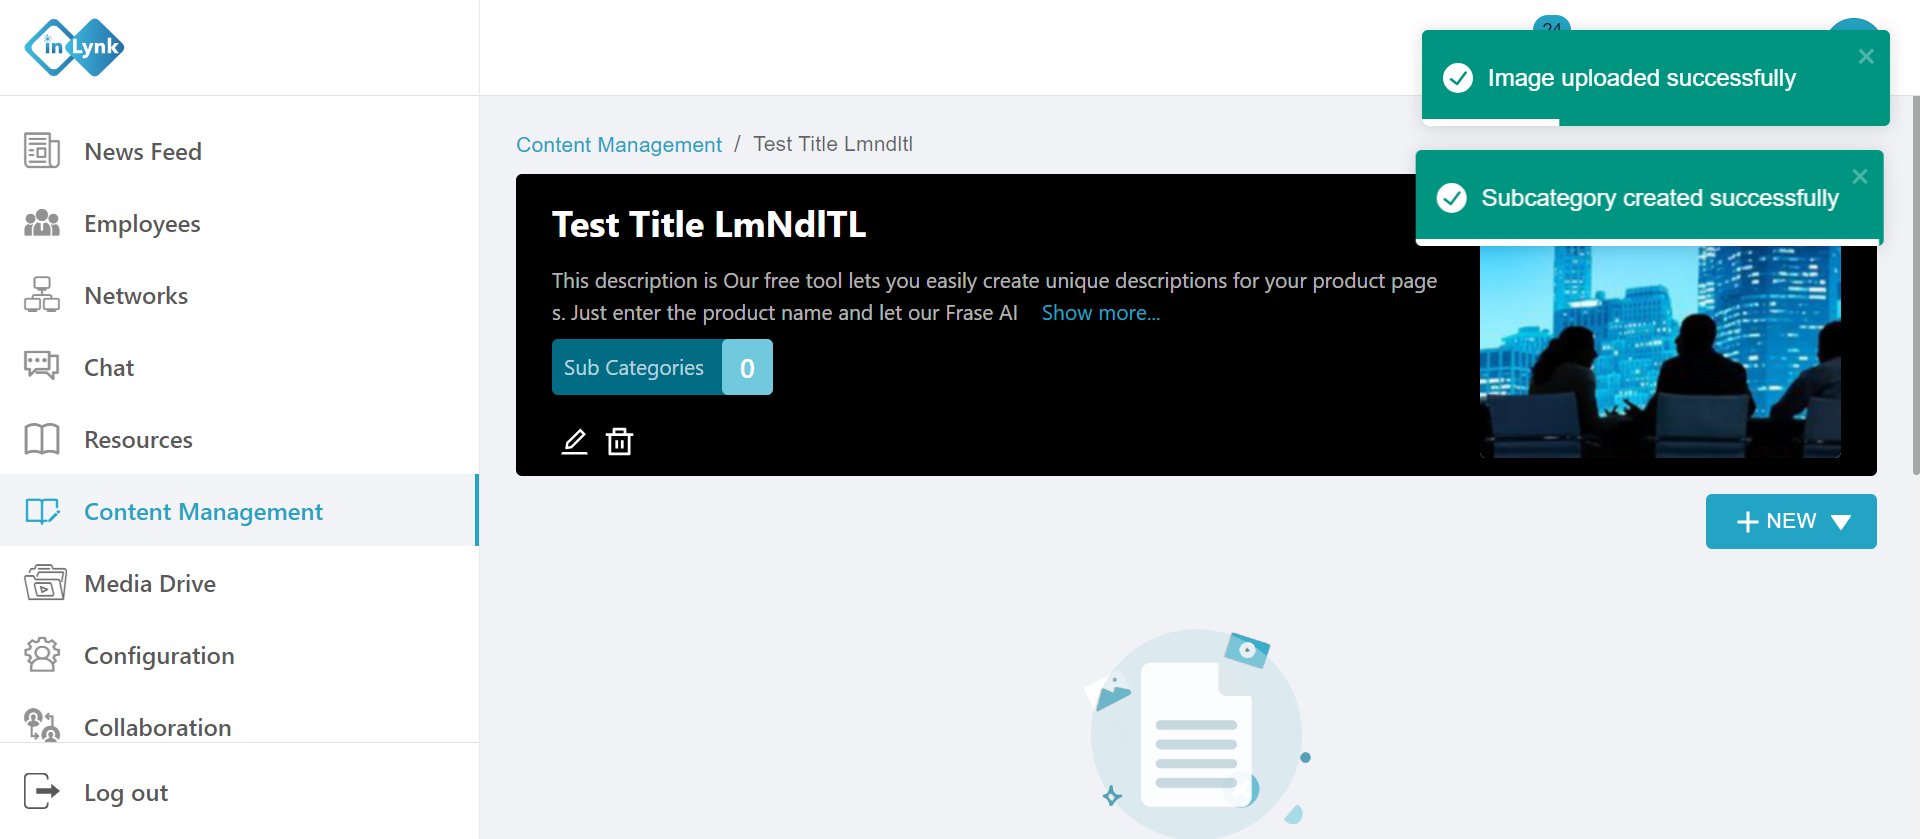 inLynk
24
Image uploaded successfully
Subcategory created successfully
News Feed
Employees
Networks
Chat
Resources
Content Management
Media Drive
Configuration
Collaboration
Log out
Content Management / Test Title Lmndltl
Test Title LmNdlTL
This description is Our free tool lets you easily create unique descriptions for your product page
s. Just enter the product name and let our Frase AI Show more...
Sub Categories 0
NEW